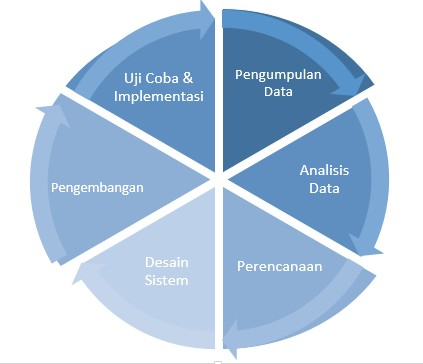 Pengumpulan
Data
Analisis
Data
Perencanaan
Desain
Sistem
Pengembangan
Uji Coba &
Implementasi